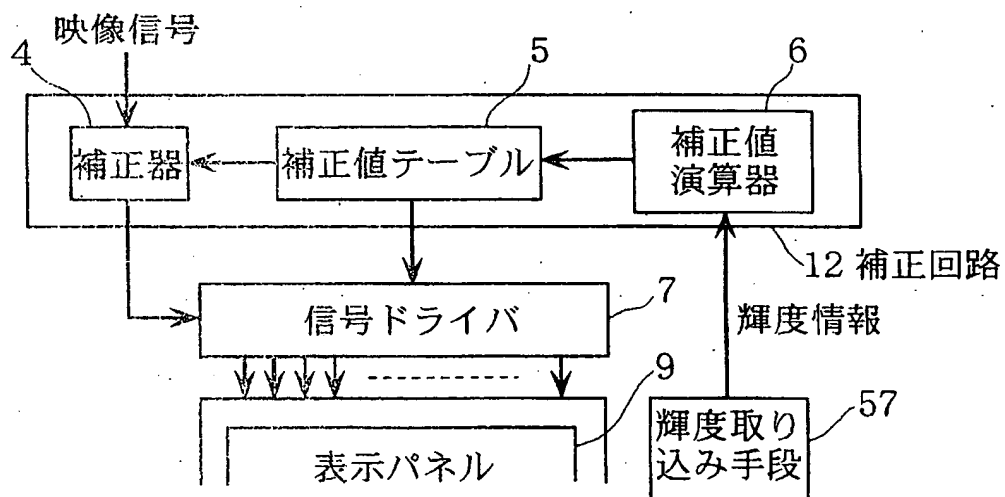 映像信号
4
5
6
補正器
補正値テーブル
補正値
演算器
12 補正回路
信号ドライバ
7
輝度情報
9
表示パネル
輝度取り
込み手段
57